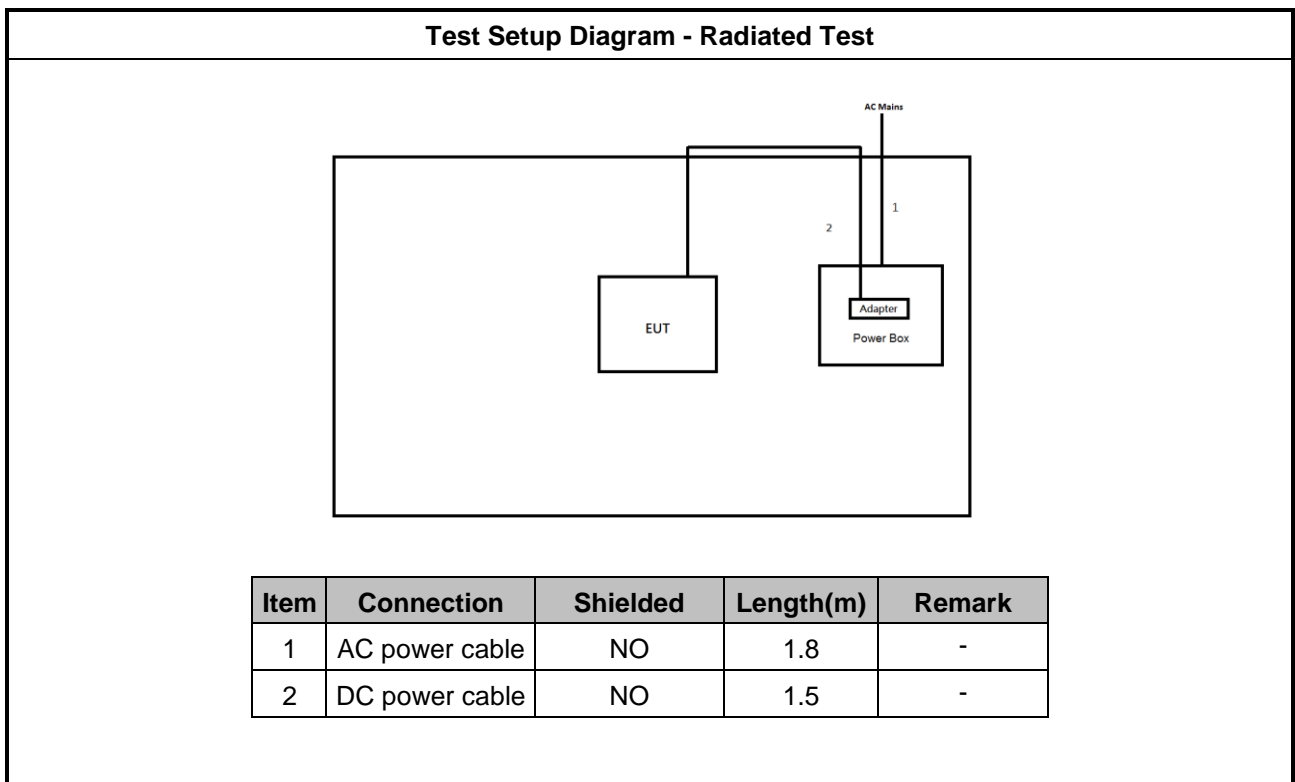 Test Setup Diagram - Radiated Test
AC Mains
1
2
EUT
Adapter
Power Box
Item Connection Shielded Length(m) Remark
1 AC power cable NO 1.8 -
2 DC power cable NO 1.5 -